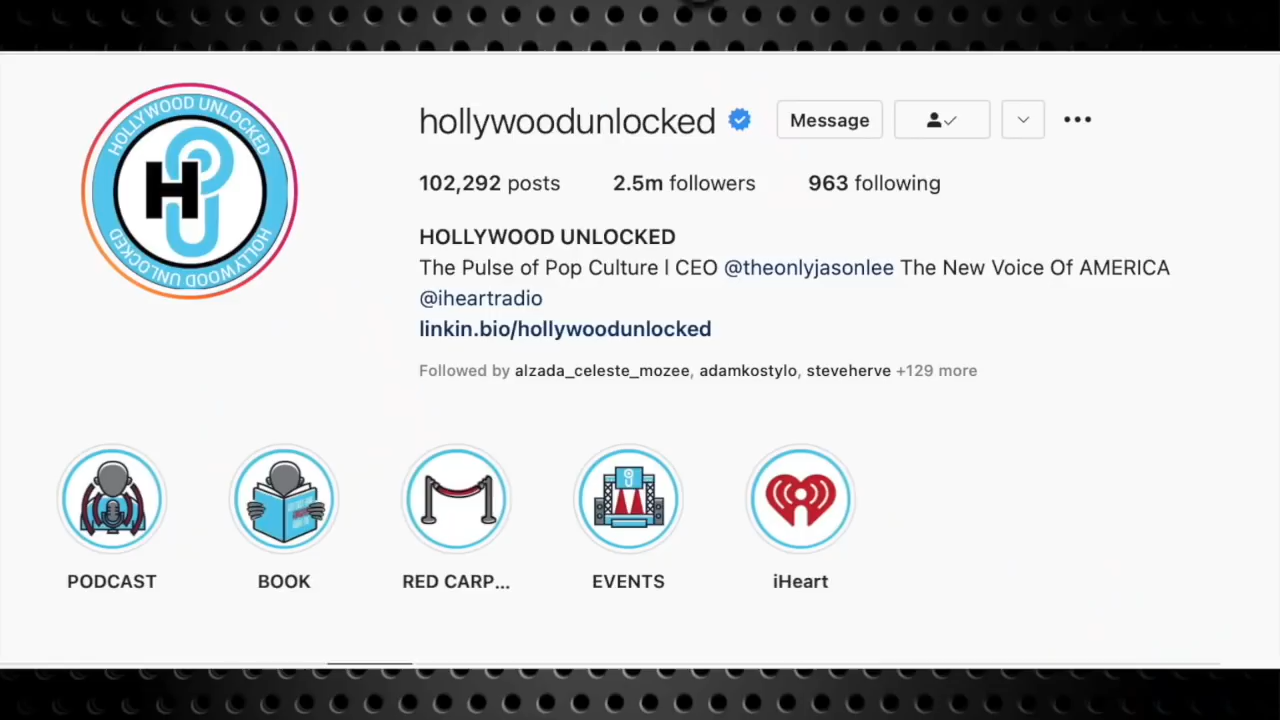 HOLLYWOOD UNLOCKED
H
HOLLYWOOD UNLOCKED
hollywoodunlocked
Message
102,292 posts 2.5m followers 963 following
HOLLYWOOD UNLOCKED
The Pulse of Pop Culture l CEO @theonlyjasonlee The New Voice Of AMERICA
@iheartradio
linkin.bio/hollywoodunlocked
Followed by alzada_celeste_mozee, adamkostylo, steveherve +129 more
PODCAST BOOK RED CARP... EVENTS iHeart